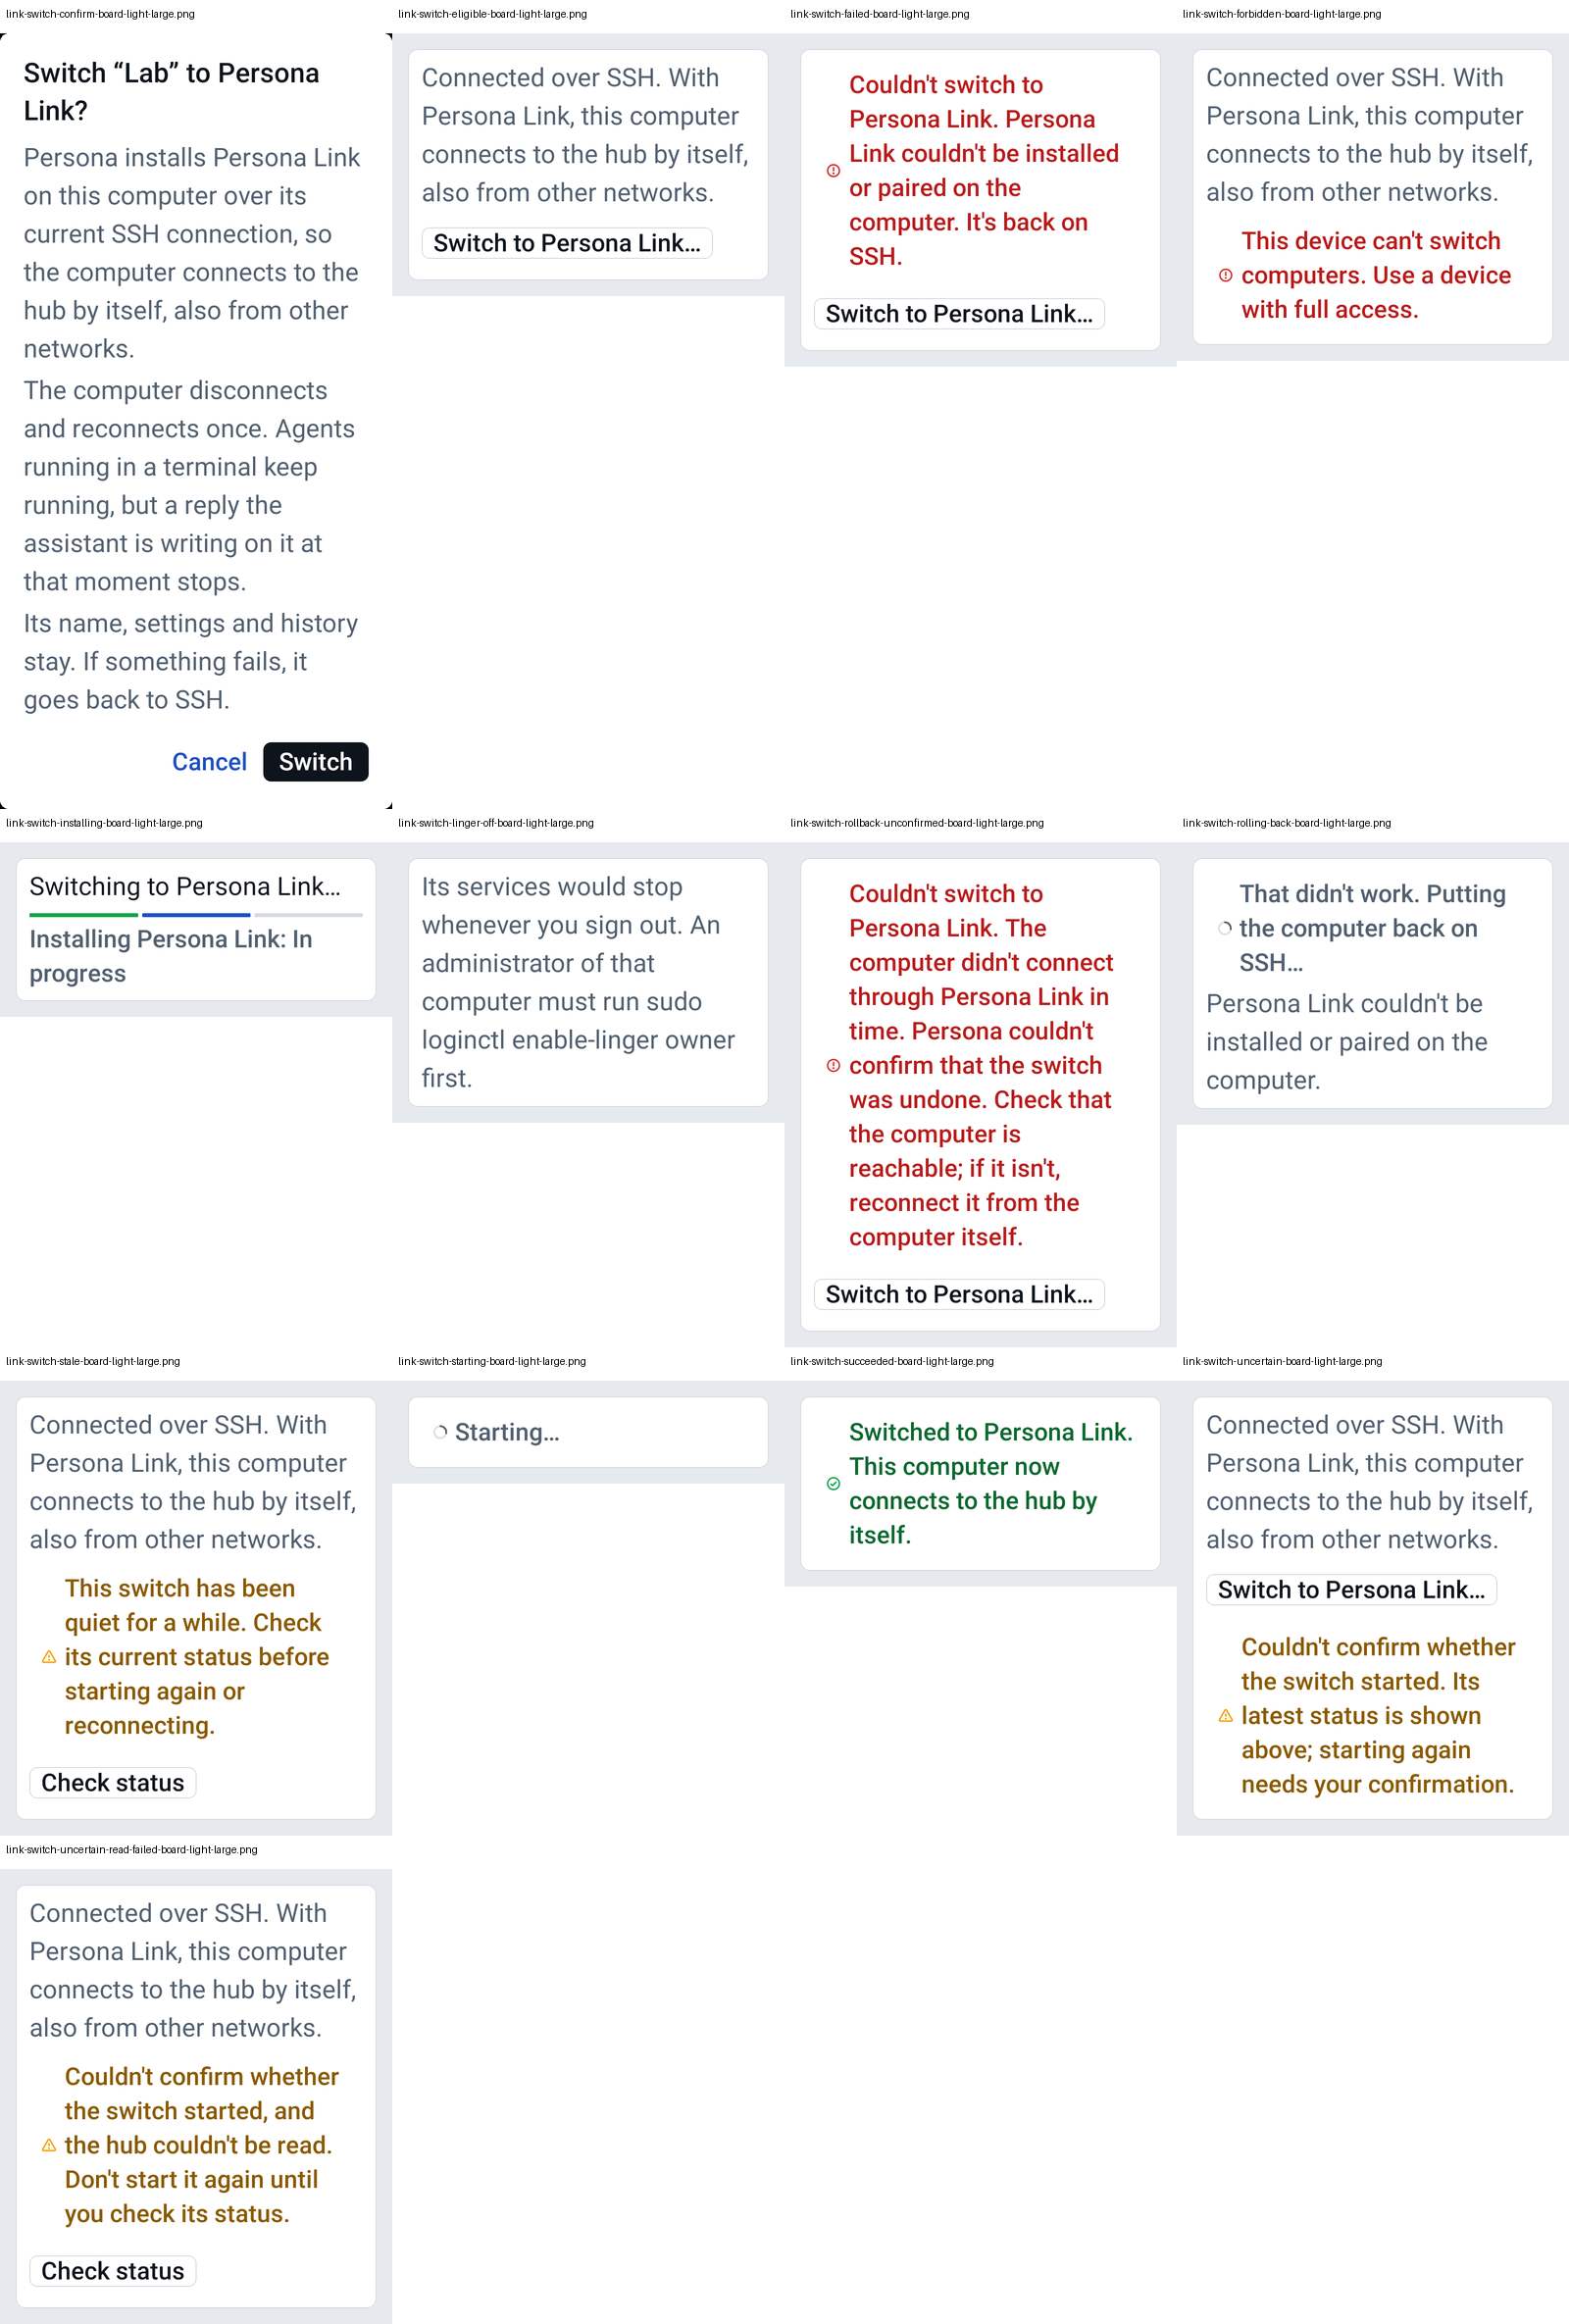 link-switch-confirm-board-light-large.png
Switch “Lab” to Persona
Link?
Persona installs Persona Link
on this computer over its
current SSH connection, so
the computer connects to the
hub by itself, also from other
networks.
The computer disconnects
and reconnects once. Agents
running in a terminal keep
running, but a reply the
assistant is writing on it at
that moment stops.
Its name, settings and history
stay. If something fails, it
goes back to SSH.
Cancel Switch
link-switch-eligible-board-light-large.png
Connected over SSH. With
Persona Link, this computer
connects to the hub by itself,
also from other networks.
Switch to Persona Link...
link-switch-failed-board-light-large.png
Couldn't switch to
Persona Link. Persona
Link couldn't be installed
or paired on the
computer. It's back on
SSH.
Switch to Persona Link...
link-switch-forbidden-board-light-large.png
Connected over SSH. With
Persona Link, this computer
connects to the hub by itself,
also from other networks.
This device can't switch
computers. Use a device
with full access.
link-switch-installing-board-light-large.png
Switching to Persona Link...
Installing Persona Link: In
progress
link-switch-linger-off-board-light-large.png
Its services would stop
whenever you sign out. An
administrator of that
computer must run sudo
loginctl enable-linger owner
first.
link-switch-rollback-unconfirmed-board-light-large.png
Couldn't switch to
Persona Link. The
computer didn't connect
through Persona Link in
time. Persona couldn't
confirm that the switch
was undone. Check that
the computer is
reachable; if it isn't,
reconnect it from the
computer itself.
Switch to Persona Link...
link-switch-rolling-back-board-light-large.png
That didn't work. Putting
the computer back on
SSH...
Persona Link couldn't be
installed or paired on the
computer.
link-switch-stale-board-light-large.png
Connected over SSH. With
Persona Link, this computer
connects to the hub by itself,
also from other networks.
This switch has been
quiet for a while. Check
its current status before
starting again or
reconnecting.
Check status
link-switch-starting-board-light-large.png
Starting...
link-switch-succeeded-board-light-large.png
Switched to Persona Link.
This computer now
connects to the hub by
itself.
link-switch-uncertain-board-light-large.png
Connected over SSH. With
Persona Link, this computer
connects to the hub by itself,
also from other networks.
Switch to Persona Link...
Couldn't confirm whether
the switch started. Its
latest status is shown
above; starting again
needs your confirmation.
link-switch-uncertain-read-failed-board-light-large.png
Connected over SSH. With
Persona Link, this computer
connects to the hub by itself,
also from other networks.
Couldn't confirm whether
the switch started, and
the hub couldn't be read.
Don't start it again until
you check its status.
Check status